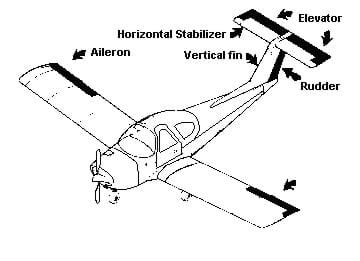 Elevator
Horizontal Stabilizer
Aileron
Vertical fin
Rudder